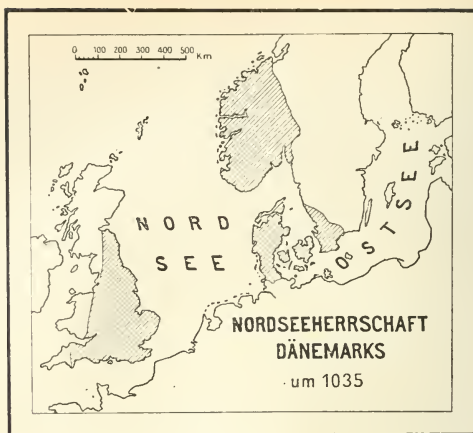 0 100 200 300 400 500 Km
NORD
SEE
OSTSEE
NORDSEEHERRSCHAFT
DÄNEMARKS
um 1035